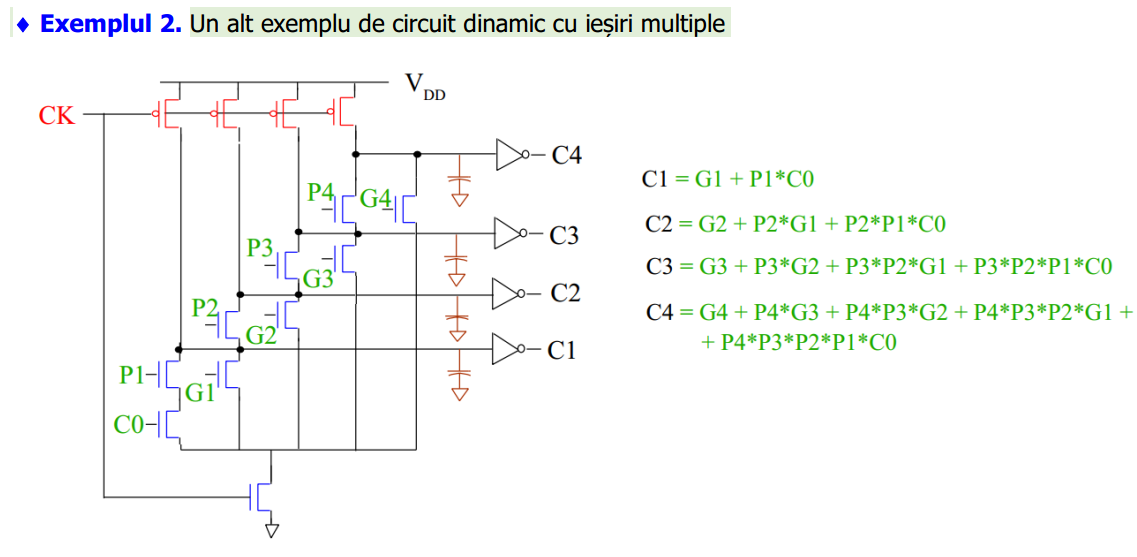 ♦ Exemplul 2. Un alt exemplu de circuit dinamic cu ieșiri multiple
V DD
CK
C4
P4 G4
C1 = G1 + P1*C0
C3
C2 = G2 + P2*G1 + P2*P1*C0
P3
G3
C3 = G3 + P3*G2 + P3*P2*G1 + P3*P2*P1*C0
C2
P2
C4 = G4 + P4*G3 + P4*P3*G2 + P4*P3*P2*G1 +
G2
+ P4*P3*P2*P1*C0
C1
P1
G1
C0